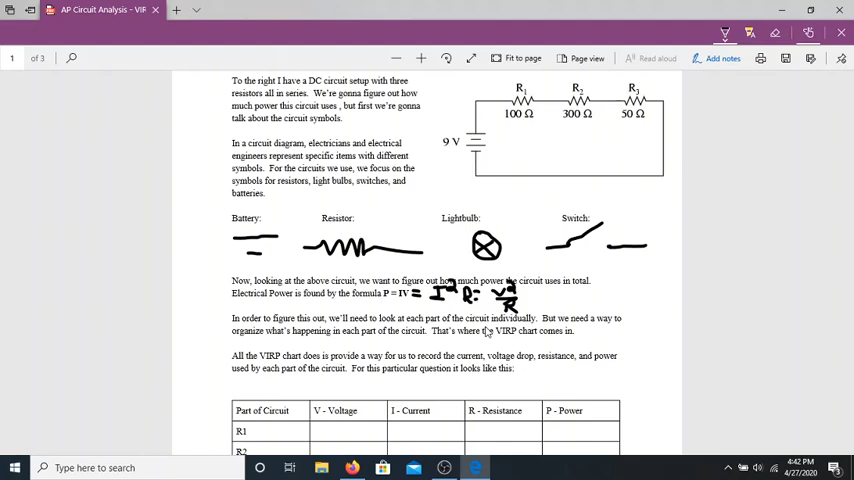 AP Circuit Analysis - VIR
1 of 3
Fit to page
Page view
Read aloud
Add notes
To the right I have a DC circuit setup with three
resistors all in series. We're gonna figure out how
much power this circuit uses , but first we're gonna
talk about the circuit symbols.
R1 R2 R3
100 Ω 300 Ω 50 Ω
9 V
In a circuit diagram, electricians and electrical
engineers represent specific items with different
symbols. For the circuits we use, we focus on the
symbols for resistors, light bulbs, switches, and
batteries.
Battery: Resistor: Lightbulb: Switch:
Now, looking at the above circuit, we want to figure out how much power the circuit uses in total.
Electrical Power is found by the formula P = IV = I²R = V²/R
In order to figure this out, we'll need to look at each part of the circuit individually. But we need a way to
organize what's happening in each part of the circuit. That's where the VIRP chart comes in.
All the VIRP chart does is provide a way for us to record the current, voltage drop, resistance, and power
used by each part of the circuit. For this particular question it looks like this:
Part of Circuit V - Voltage I - Current R - Resistance P - Power
R1
R2
Type here to search
4:42 PM
4/27/2020